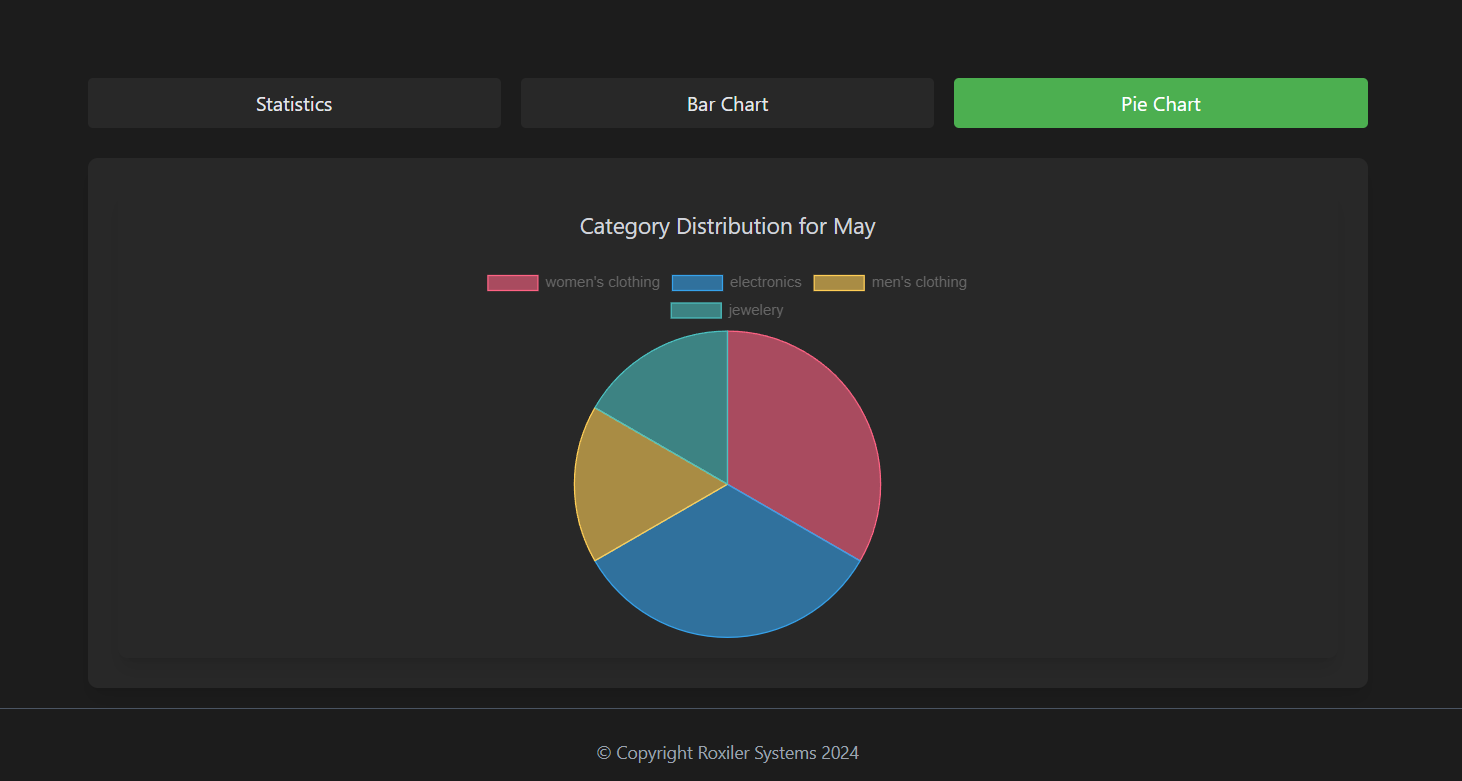 Statistics Bar Chart Pie Chart
Category Distribution for May
women's clothing electronics men's clothing
jewelery
© Copyright Roxiler Systems 2024